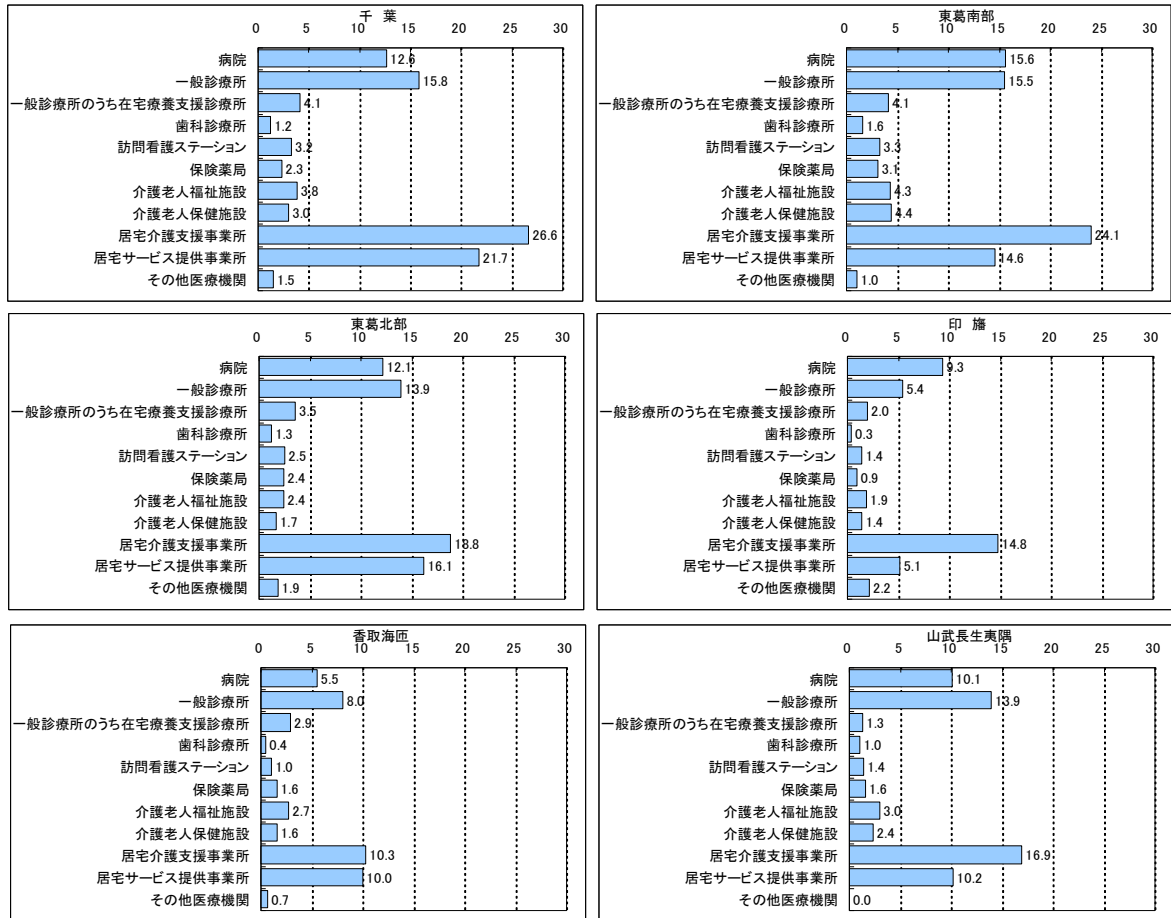 千 葉
0 5 10 15 20 25 30
病院 12.6
一般診療所 15.8
一般診療所のうち在宅療養支援診療所 4.1
歯科診療所 1.2
訪問看護ステーション 3.2
保険薬局 2.3
介護老人福祉施設 3.8
介護老人保健施設 3.0
居宅介護支援事業所 26.6
居宅サービス提供事業所 21.7
その他医療機関 1.5
東葛南部
0 5 10 15 20 25 30
病院 15.6
一般診療所 15.5
一般診療所のうち在宅療養支援診療所 4.1
歯科診療所 1.6
訪問看護ステーション 3.3
保険薬局 3.1
介護老人福祉施設 4.3
介護老人保健施設 4.4
居宅介護支援事業所 24.1
居宅サービス提供事業所 14.6
その他医療機関 1.0
東葛北部
0 5 10 15 20 25 30
病院 12.1
一般診療所 13.9
一般診療所のうち在宅療養支援診療所 3.5
歯科診療所 1.3
訪問看護ステーション 2.5
保険薬局 2.4
介護老人福祉施設 2.4
介護老人保健施設 1.7
居宅介護支援事業所 18.8
居宅サービス提供事業所 16.1
その他医療機関 1.9
印 旛
0 5 10 15 20 25 30
病院 9.3
一般診療所 5.4
一般診療所のうち在宅療養支援診療所 2.0
歯科診療所 0.3
訪問看護ステーション 1.4
保険薬局 0.9
介護老人福祉施設 1.9
介護老人保健施設 1.4
居宅介護支援事業所 14.8
居宅サービス提供事業所 5.1
その他医療機関 2.2
香取海匝
0 5 10 15 20 25 30
病院 5.5
一般診療所 8.0
一般診療所のうち在宅療養支援診療所 2.9
歯科診療所 0.4
訪問看護ステーション 1.0
保険薬局 1.6
介護老人福祉施設 2.7
介護老人保健施設 1.6
居宅介護支援事業所 10.3
居宅サービス提供事業所 10.0
その他医療機関 0.7
山武長生夷隅
0 5 10 15 20 25 30
病院 10.1
一般診療所 13.9
一般診療所のうち在宅療養支援診療所 1.3
歯科診療所 1.0
訪問看護ステーション 1.4
保険薬局 1.6
介護老人福祉施設 3.0
介護老人保健施設 2.4
居宅介護支援事業所 16.9
居宅サービス提供事業所 10.2
その他医療機関 0.0